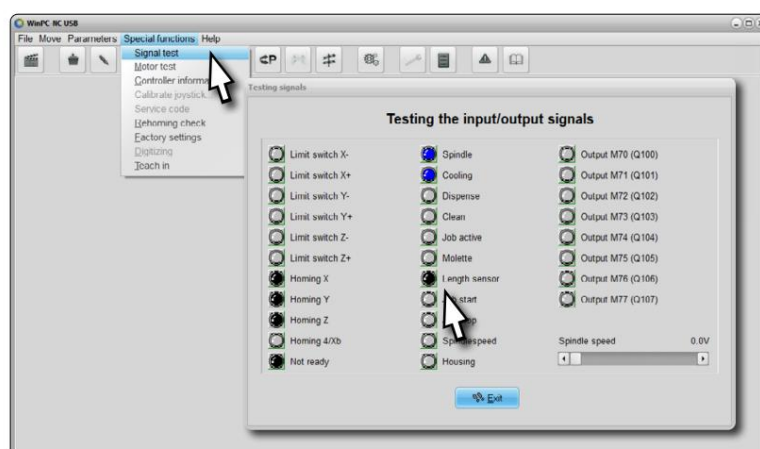 WinPC-NC USB
File Move Parameters Special functions Help
Signal test
Motor test
Controller informa
Calibrate joystick
Service code
Rehoming check
Factory settings
Digitizing
Teach in
Testing signals
Testing the input/output signals
Limit switch X-
Limit switch X+
Limit switch Y-
Limit switch Y+
Limit switch Z-
Limit switch Z+
Homing X
Homing Y
Homing Z
Homing 4/Xb
Not ready
Spindle
Cooling
Dispense
Clean
Job active
Molette
Length sensor
start
Spindlespeed
Housing
Output M70 (Q100)
Output M71 (Q101)
Output M72 (Q102)
Output M73 (Q103)
Output M74 (Q104)
Output M75 (Q105)
Output M76 (Q106)
Output M77 (Q107)
Spindle speed 0.0V
Exit